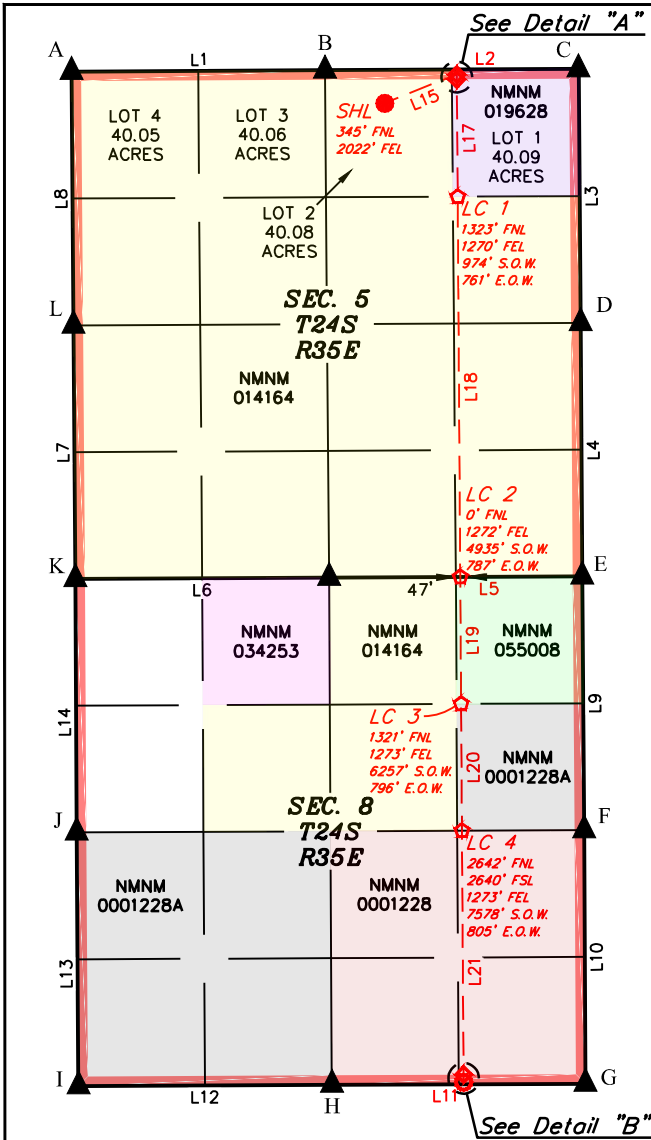 See Detail "A"
A
L1
B
L2
C
LOT 4
40.05
ACRES
LOT 3
40.06
ACRES
SHL
345' FNL
2022' FEL
L15
L17
NMNM
019628
LOT 1
40.09
ACRES
L8
L3
LOT 2
40.08
ACRES
LC 1
1323' FNL
1270' FEL
974' S.O.W.
761' E.O.W.
L
SEC. 5
T24S
R35E
D
NMNM
014164
L18
L7
L4
LC 2
0' FNL
1272' FEL
4935' S.O.W.
787' E.O.W.
K
L6
47'
L5
E
NMNM
034253
NMNM
014164
L19
NMNM
055008
L14
LC 3
1321' FNL
1273' FEL
6257' S.O.W.
796' E.O.W.
L9
L20
NMNM
0001228A
J
SEC. 8
T24S
R35E
F
LC 4
2642' FNL
2640' FSL
1273' FEL
7578' S.O.W.
805' E.O.W.
NMNM
0001228A
NMNM
0001228
L13
L21
L10
I
L12
H
L11
G
See Detail "B"